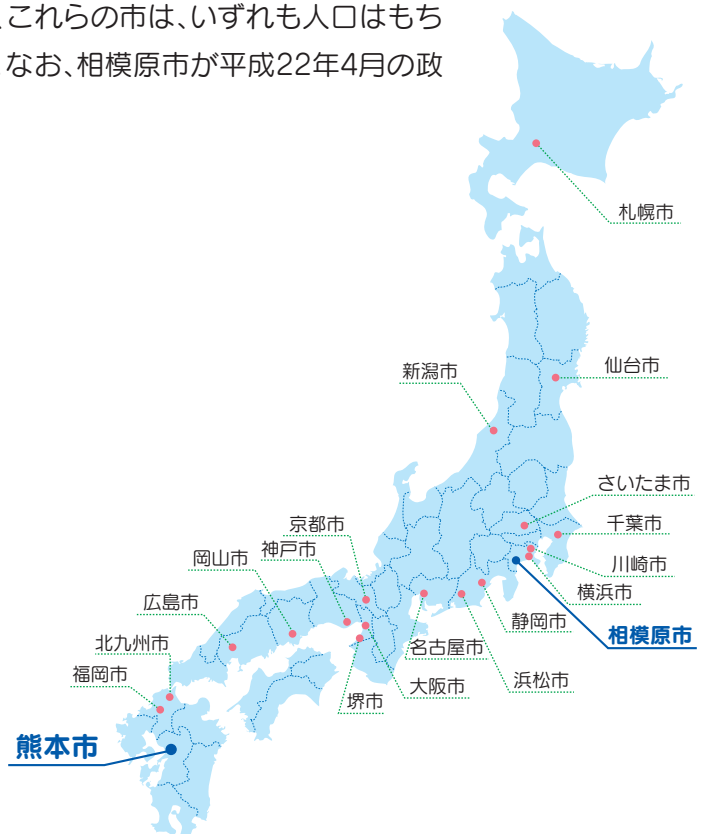 、これらの市は、いずれも人口はもち
なお、相模原市が平成22年4月の政
札幌市
仙台市
新潟市
さいたま市
千葉市
京都市
神戸市
岡山市
川崎市
横浜市
広島市
静岡市
相模原市
北九州市
名古屋市
福岡市
大阪市
浜松市
堺市
熊本市